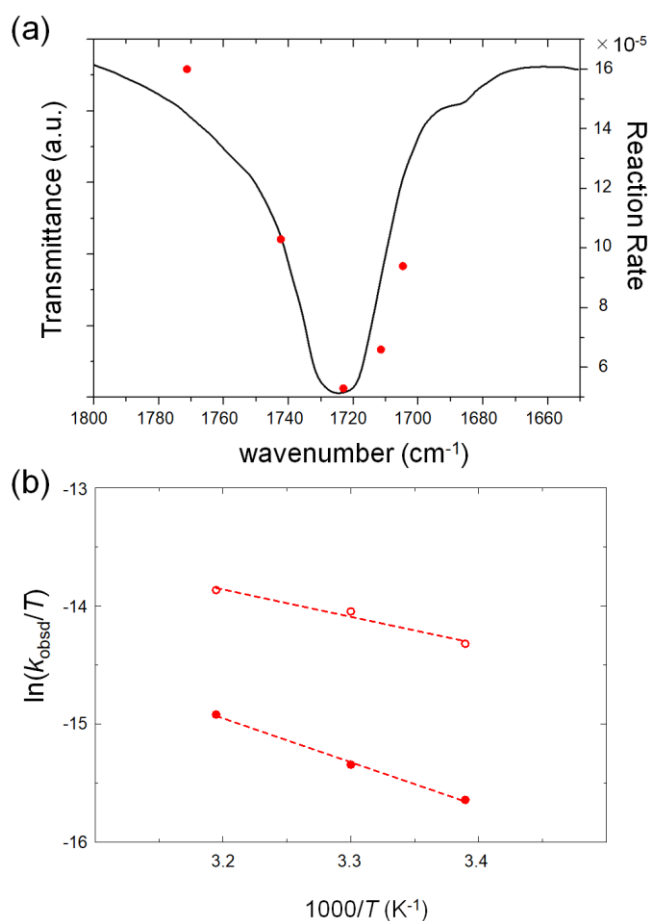 (a)
× 10⁻⁵
16
14
12
10
8
6
Transmittance (a.u.)
Reaction Rate
1800 1780 1760 1740 1720 1700 1680 1660
wavenumber (cm⁻¹)
(b)
-13
-14
-15
-16
ln(k_obsd/T)
3.2 3.3 3.4
1000/T (K⁻¹)